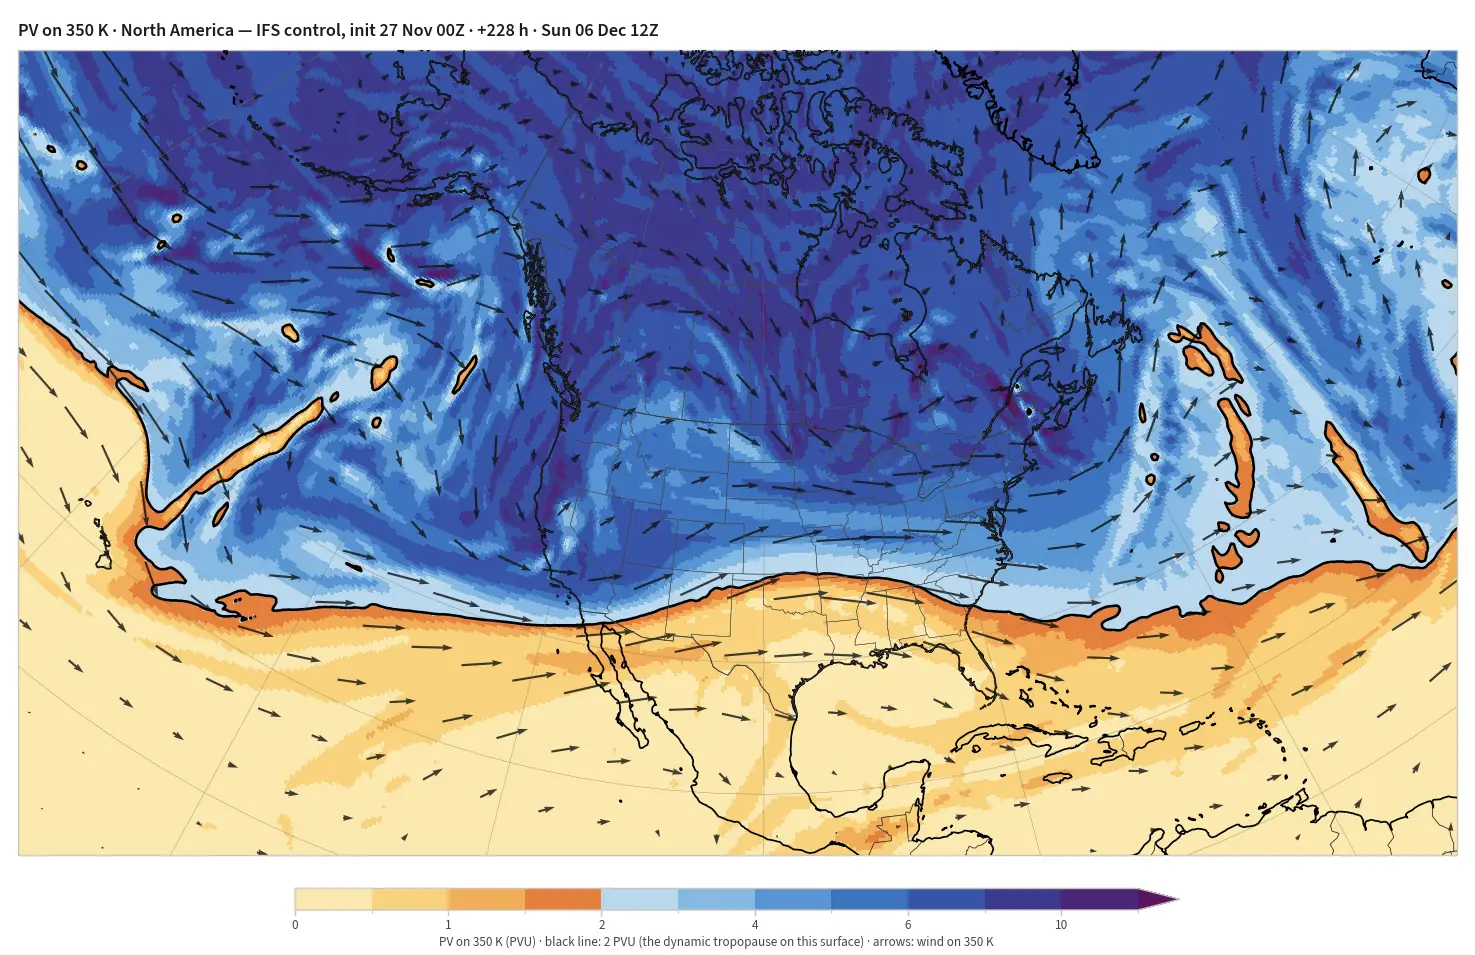 PV on 350 K · North America — IFS control, init 27 Nov 00Z · +228 h · Sun 06 Dec 12Z
0 1 2 4 6 10
PV on 350 K (PVU) · black line: 2 PVU (the dynamic tropopause on this surface) · arrows: wind on 350 K